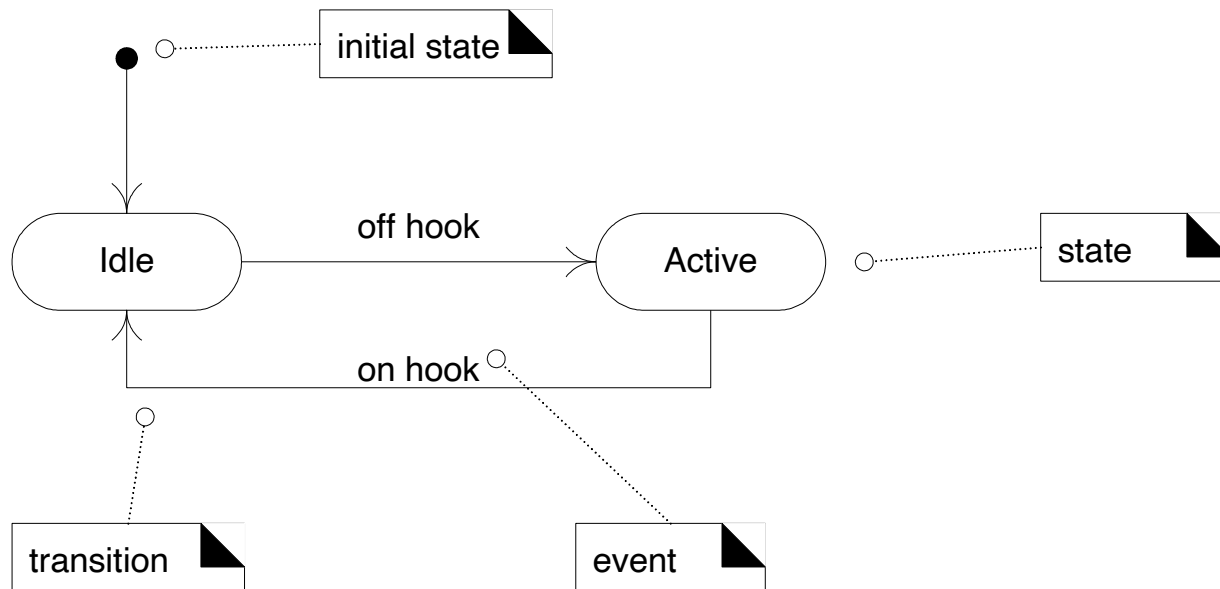 initial state
off hook
Idle
Active
state
on hook
transition
event